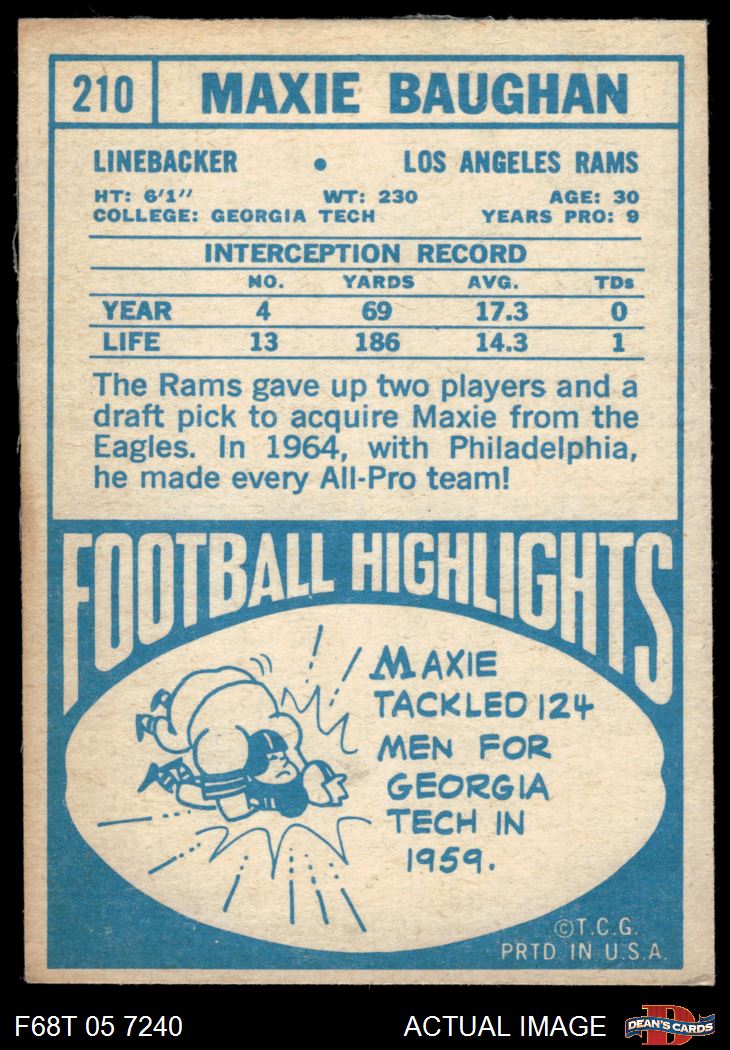 210 MAXIE BAUGHAN
LINEBACKER • LOS ANGELES RAMS
HT: 6'1" WT: 230 AGE: 30
COLLEGE: GEORGIA TECH YEARS PRO: 9
INTERCEPTION RECORD
NO. YARDS AVG. TDs
YEAR 4 69 17.3 0
LIFE 13 186 14.3 1
The Rams gave up two players and a
draft pick to acquire Maxie from the
Eagles. In 1964, with Philadelphia,
he made every All-Pro team!
FOOTBALL HIGHLIGHTS
MAXIE
TACKLED 124
MEN FOR
GEORGIA
TECH IN
1959.
©T.C.G.
PRTD. IN U.S.A.
F68T 05 7240 ACTUAL IMAGE D DEAN'S CARDS